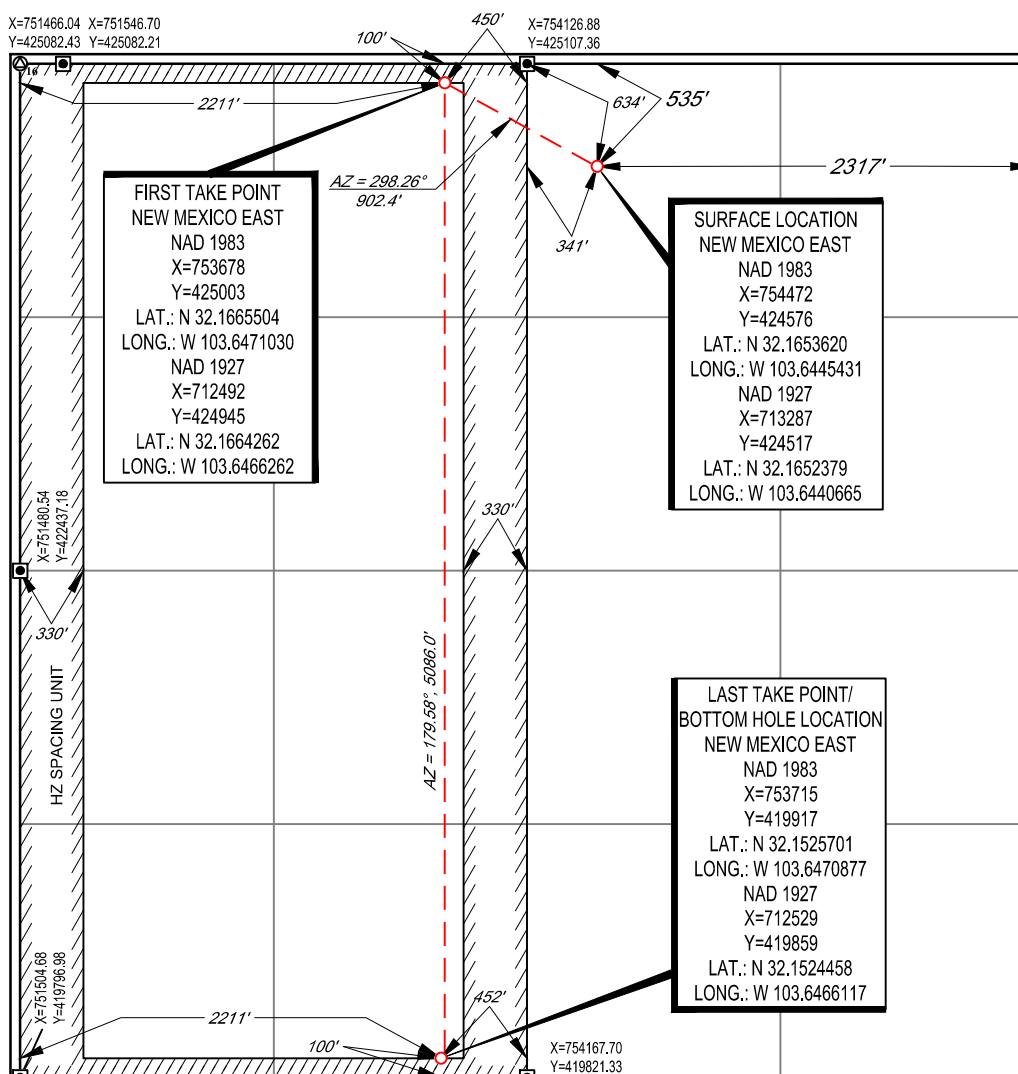 X=751466.04 X=751546.70
Y=425082.43 Y=425082.21
450'
X=754126.88
Y=425107.36
100'
16
2211'
634'
535'
AZ = 298.26°
902.4'
2317'
341'
FIRST TAKE POINT
NEW MEXICO EAST
NAD 1983
X=753678
Y=425003
LAT.: N 32.1665504
LONG.: W 103.6471030
NAD 1927
X=712492
Y=424945
LAT.: N 32.1664262
LONG.: W 103.6466262
SURFACE LOCATION
NEW MEXICO EAST
NAD 1983
X=754472
Y=424576
LAT.: N 32.1653620
LONG.: W 103.6445431
NAD 1927
X=713287
Y=424517
LAT.: N 32.1652379
LONG.: W 103.6440665
X=751480.54
Y=422437.18
330'
330'
HZ SPACING UNIT
AZ = 179.58°, 5086.0'
LAST TAKE POINT/
BOTTOM HOLE LOCATION
NEW MEXICO EAST
NAD 1983
X=753715
Y=419917
LAT.: N 32.1525701
LONG.: W 103.6470877
NAD 1927
X=712529
Y=419859
LAT.: N 32.1524458
LONG.: W 103.6466117
X=751504.68
Y=419796.98
2211'
452'
100'
X=754167.70
Y=419821.33